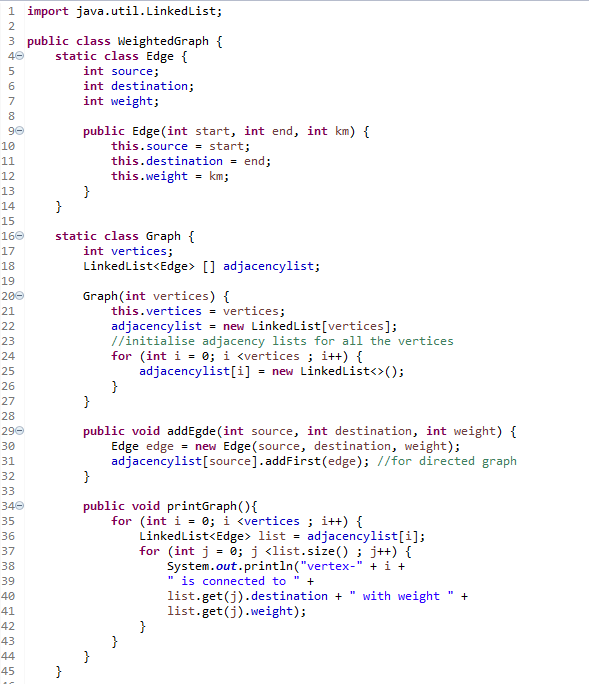 1 import java.util.LinkedList;
2
3 public class WeightedGraph {
4 static class Edge {
5 int source;
6 int destination;
7 int weight;
8
9 public Edge(int start, int end, int km) {
10 this.source = start;
11 this.destination = end;
12 this.weight = km;
13 }
14 }
15
16 static class Graph {
17 int vertices;
18 LinkedList<Edge> [] adjacencylist;
19
20 Graph(int vertices) {
21 this.vertices = vertices;
22 adjacencylist = new LinkedList[vertices];
23 //initialise adjacency lists for all the vertices
24 for (int i = 0; i <vertices ; i++) {
25 adjacencylist[i] = new LinkedList<>();
26 }
27 }
28
29 public void addEgde(int source, int destination, int weight) {
30 Edge edge = new Edge(source, destination, weight);
31 adjacencylist[source].addFirst(edge); //for directed graph
32 }
33
34 public void printGraph(){
35 for (int i = 0; i <vertices ; i++) {
36 LinkedList<Edge> list = adjacencylist[i];
37 for (int j = 0; j <list.size() ; j++) {
38 System.out.println("vertex-" + i +
39 " is connected to " +
40 list.get(j).destination + " with weight " +
41 list.get(j).weight);
42 }
43 }
44 }
45 }